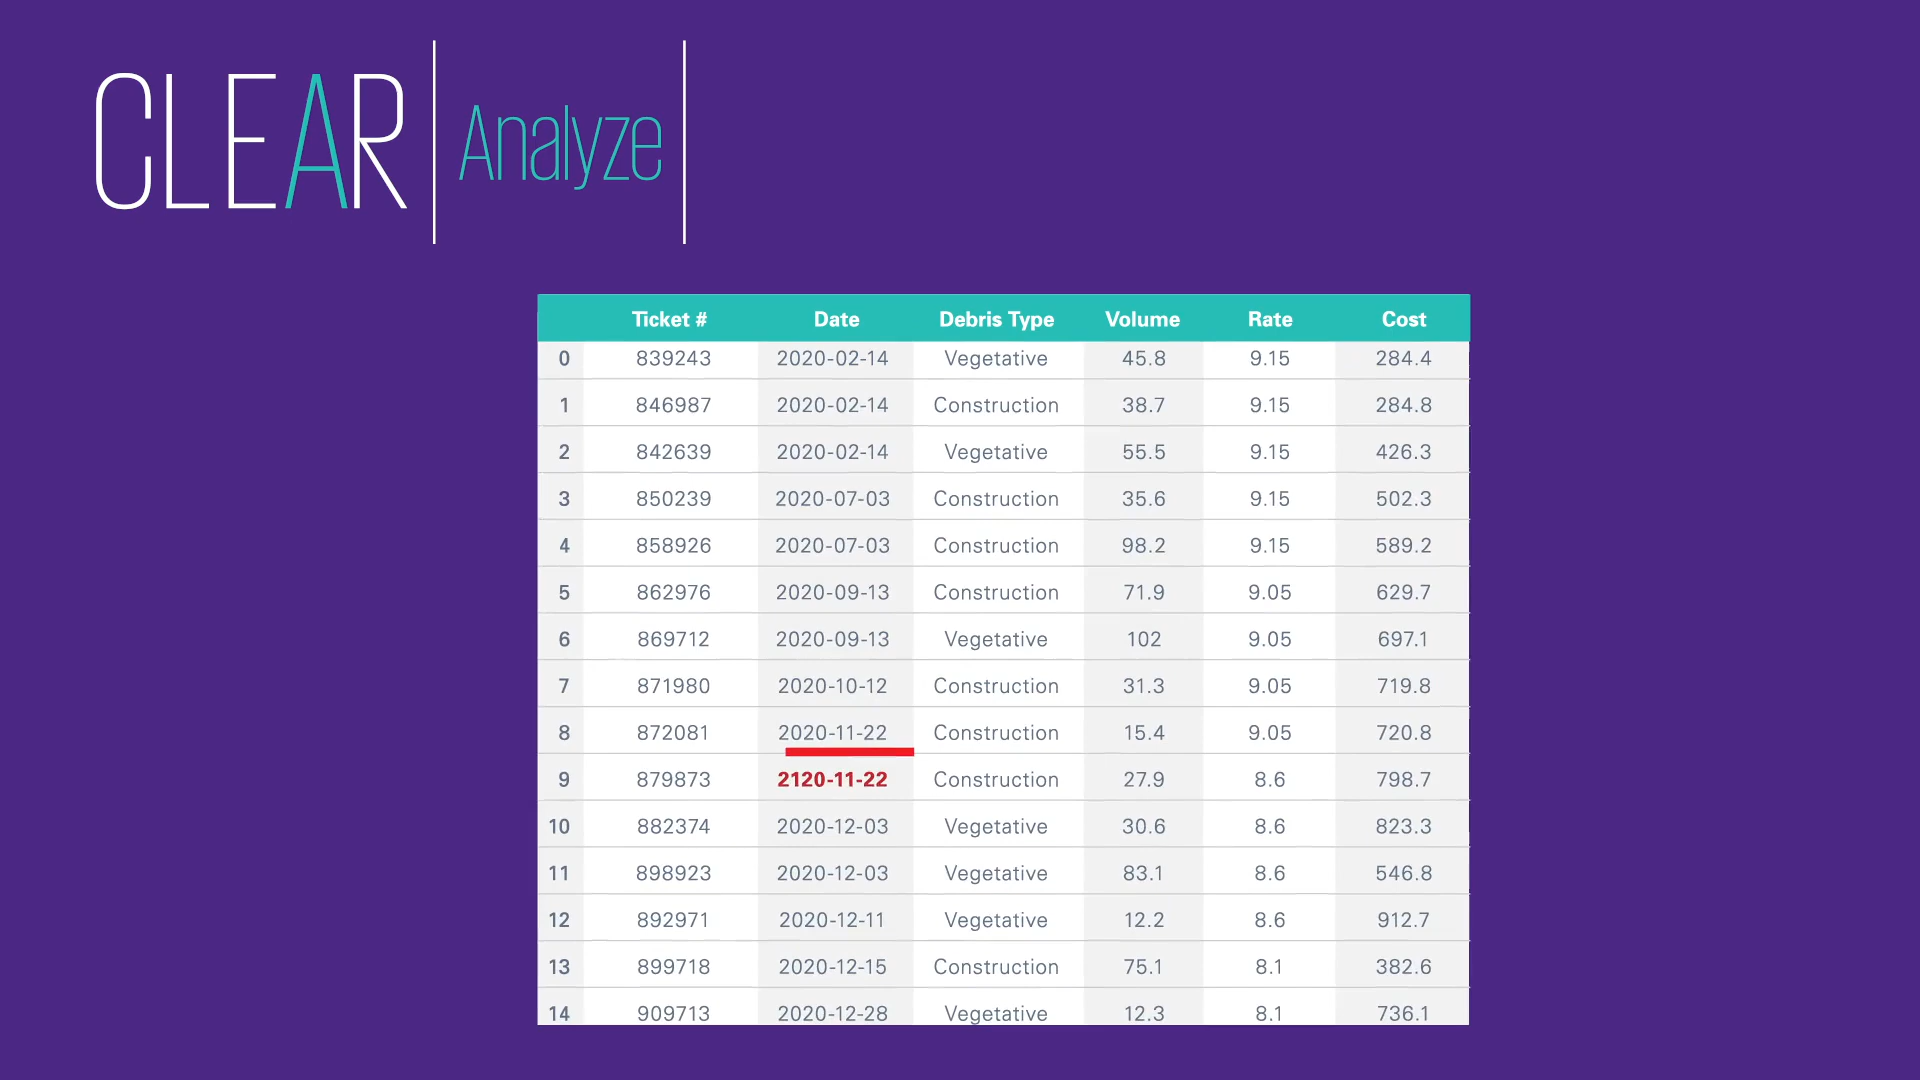 CLEAR Analyze
Ticket # Date Debris Type Volume Rate Cost
0 839243 2020-02-14 Vegetative 45.8 9.15 284.4
1 846987 2020-02-14 Construction 38.7 9.15 284.8
2 842639 2020-02-14 Vegetative 55.5 9.15 426.3
3 850239 2020-07-03 Construction 35.6 9.15 502.3
4 858926 2020-07-03 Construction 98.2 9.15 589.2
5 862976 2020-09-13 Construction 71.9 9.05 629.7
6 869712 2020-09-13 Vegetative 102 9.05 697.1
7 871980 2020-10-12 Construction 31.3 9.05 719.8
8 872081 2020-11-22 Construction 15.4 9.05 720.8
9 879873 2120-11-22 Construction 27.9 8.6 798.7
10 882374 2020-12-03 Vegetative 30.6 8.6 823.3
11 898923 2020-12-03 Vegetative 83.1 8.6 546.8
12 892971 2020-12-11 Vegetative 12.2 8.6 912.7
13 899718 2020-12-15 Construction 75.1 8.1 382.6
14 909713 2020-12-28 Vegetative 12.3 8.1 736.1